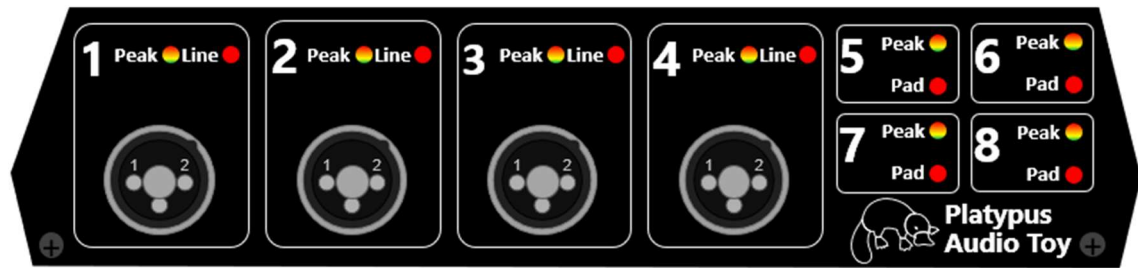 1 Peak Line
1 2
2 Peak Line
1 2
3 Peak Line
1 2
4 Peak Line
1 2
5 Peak
Pad
6 Peak
Pad
7 Peak
Pad
8 Peak
Pad
Platypus
Audio Toy